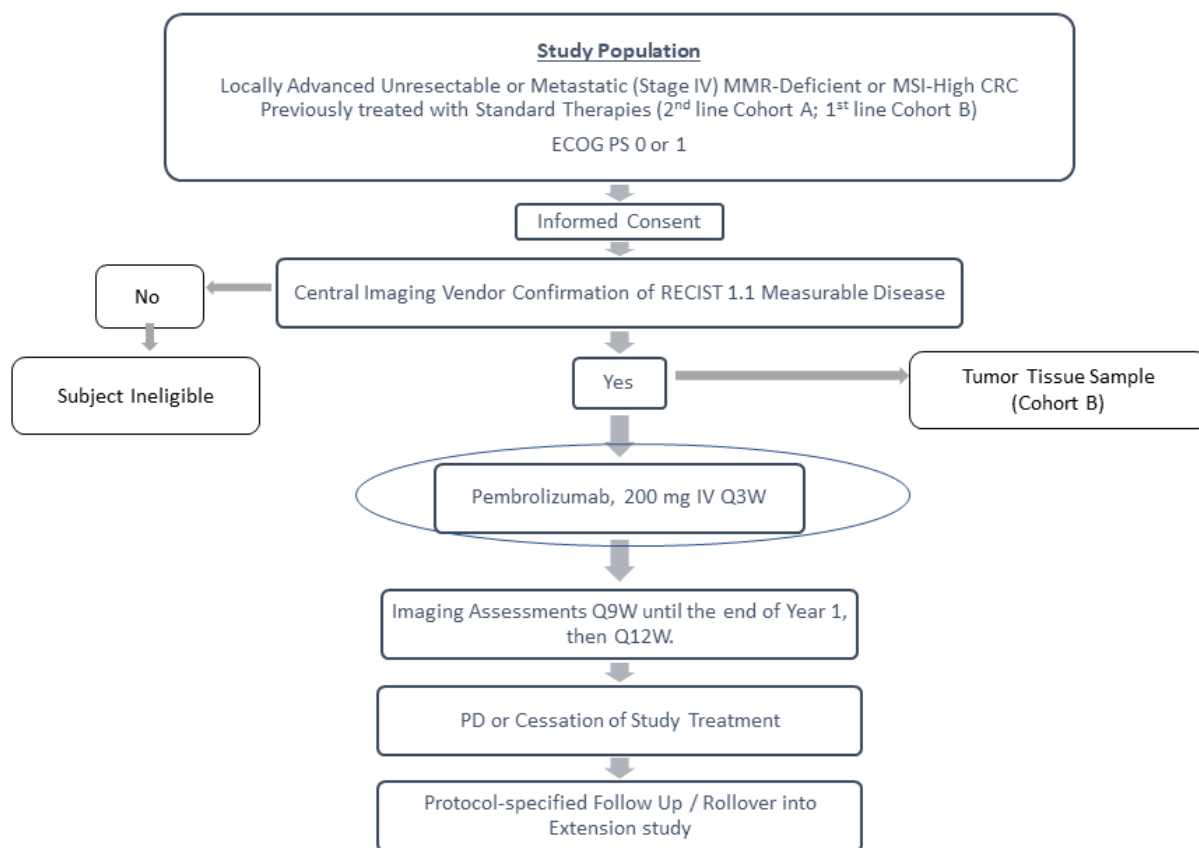 Study Population
Locally Advanced Unresectable or Metastatic (Stage IV) MMR-Deficient or MSI-High CRC
Previously treated with Standard Therapies (2nd line Cohort A; 1st line Cohort B)
ECOG PS 0 or 1
Informed Consent
Central Imaging Vendor Confirmation of RECIST 1.1 Measurable Disease
No
Subject Ineligible
Yes
Tumor Tissue Sample
(Cohort B)
Pembrolizumab, 200 mg IV Q3W
Imaging Assessments Q9W until the end of Year 1,
then Q12W.
PD or Cessation of Study Treatment
Protocol-specified Follow Up / Rollover into
Extension study